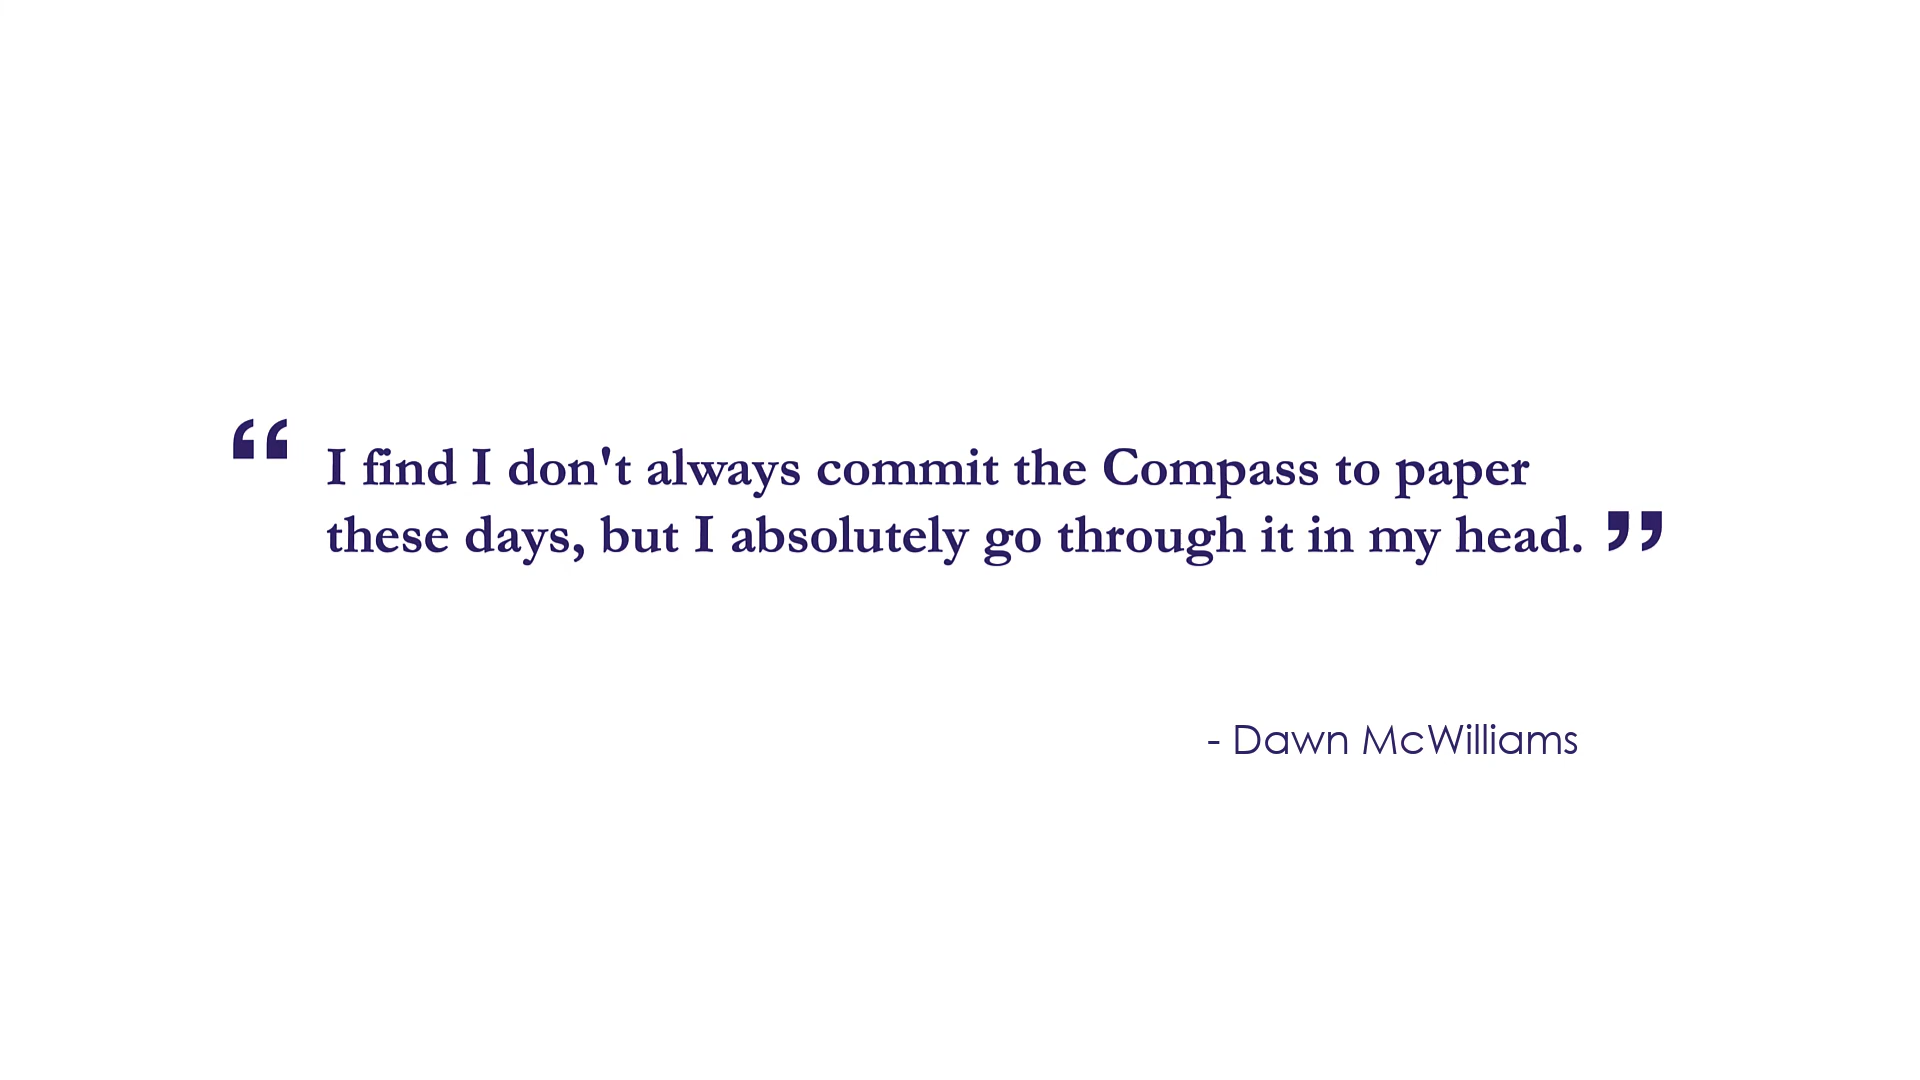 “ I find I don't always commit the Compass to paper
these days, but I absolutely go through it in my head. ”
- Dawn McWilliams